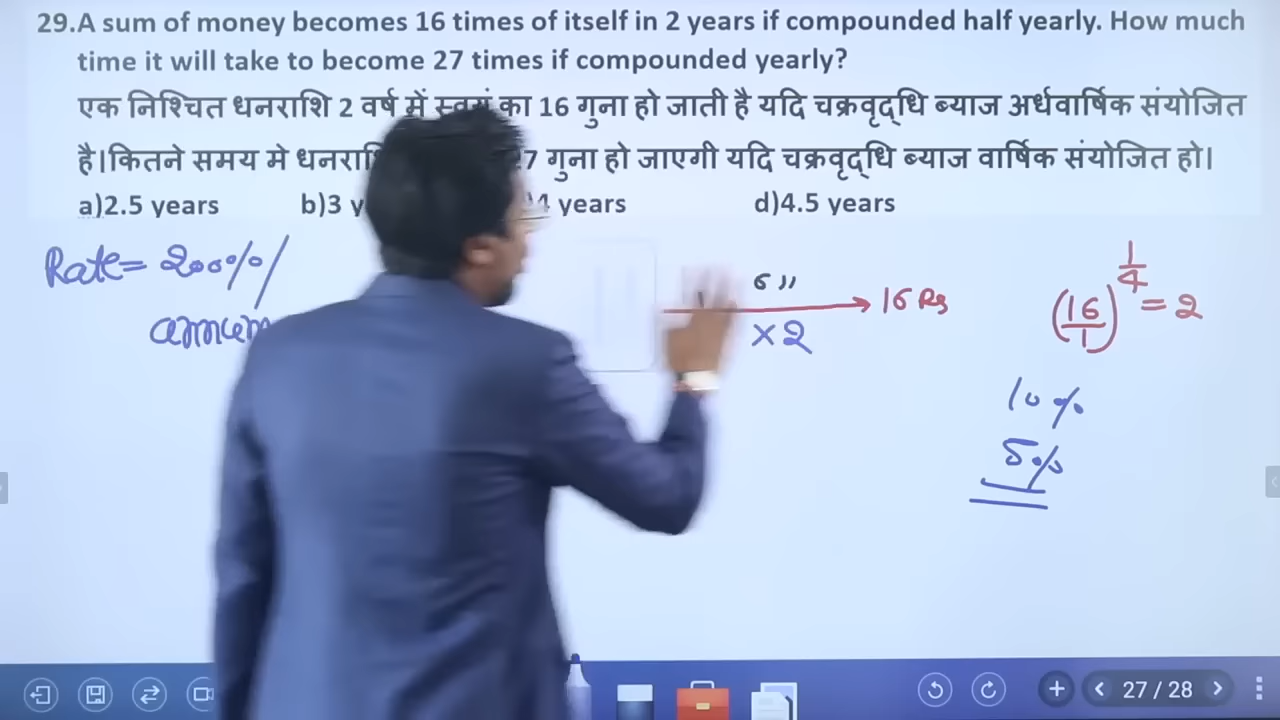 29.A sum of money becomes 16 times of itself in 2 years if compounded half yearly. How much
time it will take to become 27 times if compounded yearly?
एक निश्चित धनराशि 2 वर्ष में स्वयं का 16 गुना हो जाती है यदि चक्रवृद्धि ब्याज अर्धवार्षिक संयोजित
है।कितने समय मे 7 गुना हो जाएगी यदि चक्रवृद्धि ब्याज वार्षिक संयोजित हो।
a)2.5 years b)3 y 4 years d)4.5 years
Rate= 200%/
6 ,, 16 Rs
×2
(16/1)^1/4 = 2
10%
5%
27 / 28